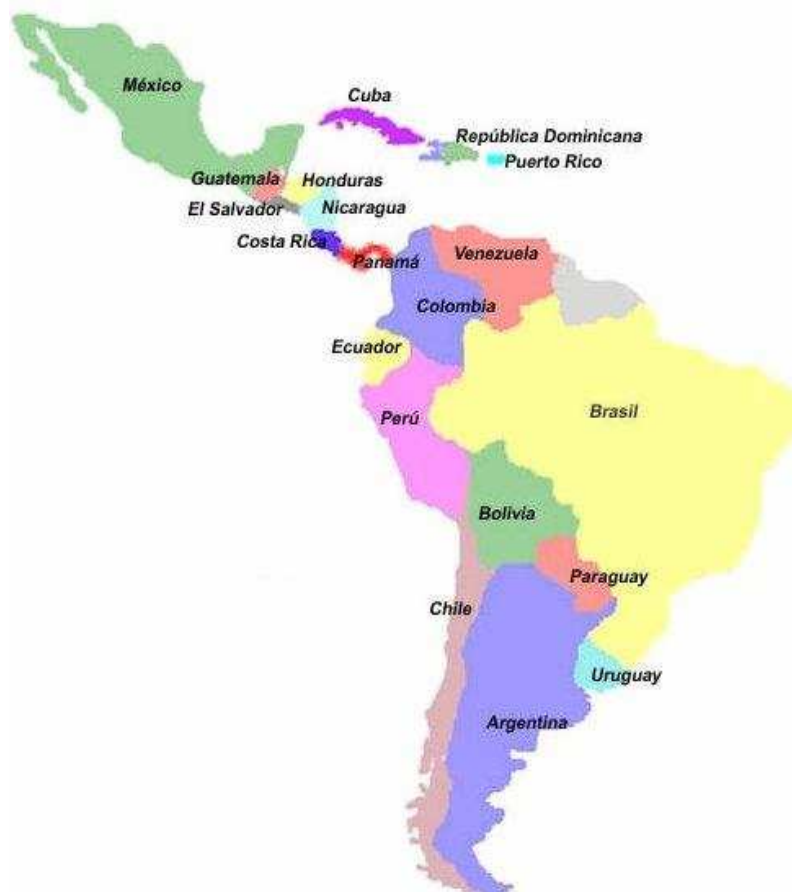 México
Cuba
República Dominicana
Puerto Rico
Guatemala
Honduras
El Salvador
Nicaragua
Costa Rica
Panamá
Venezuela
Colombia
Ecuador
Brasil
Perú
Bolivia
Paraguay
Chile
Uruguay
Argentina